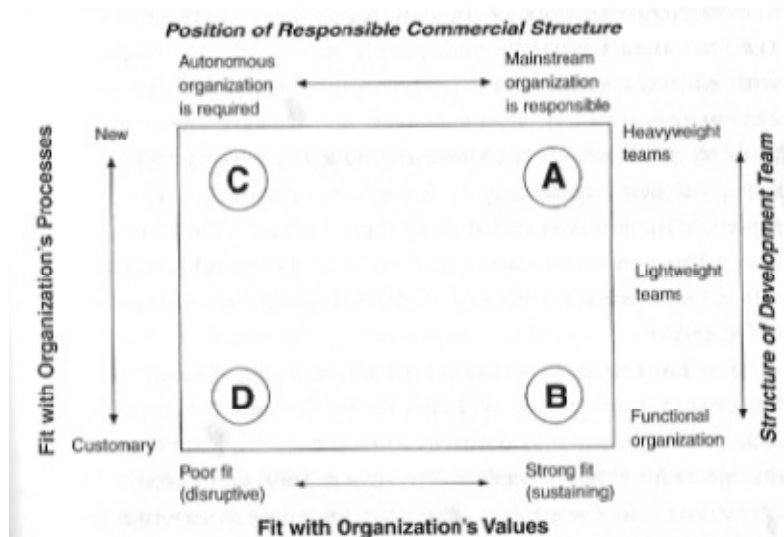 Position of Responsible Commercial Structure
Autonomous
organization
is required
Mainstream
organization
is responsible
New
Heavyweight
teams
C
A
Fit with Organization's Processes
Structure of Development Team
Lightweight
teams
D
B
Customary
Functional
organization
Poor fit
(disruptive)
Strong fit
(sustaining)
Fit with Organization's Values